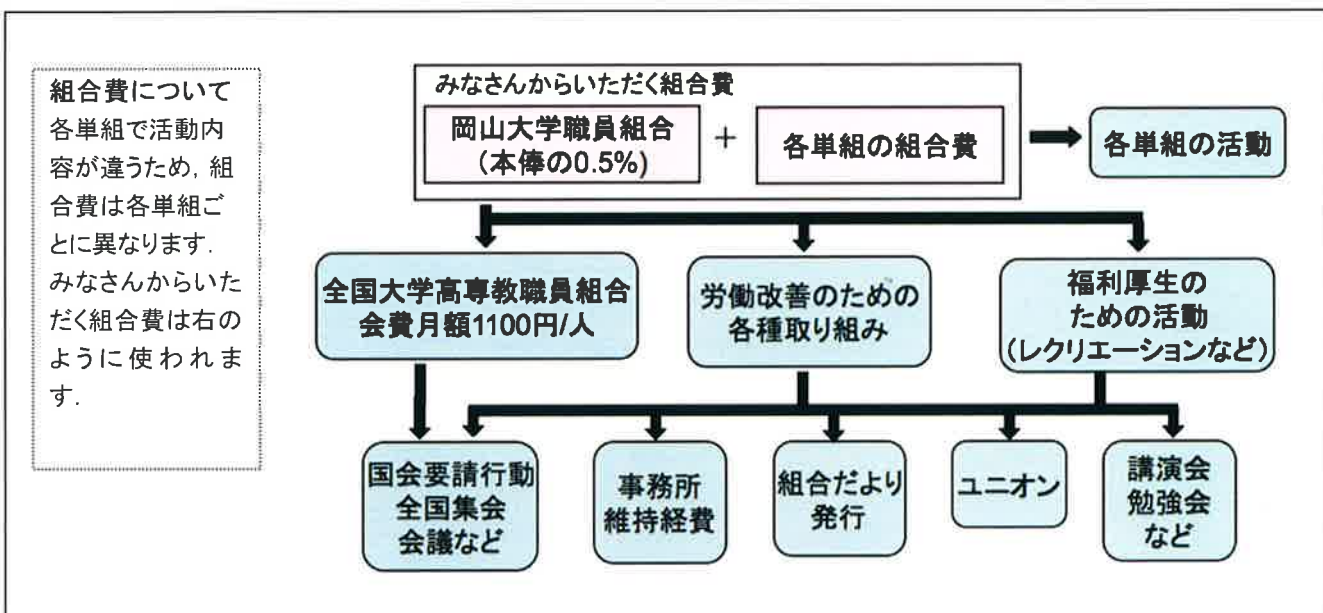 組合費について
各単組で活動内
容が違うため, 組
合費は各単組ご
とに異なります.
みなさんからいた
だく組合費は右の
ように使われま
す.
みなさんからいただく組合費
岡山大学職員組合
(本俸の0.5%)
+
各単組の組合費
各単組の活動
全国大学高専教職員組合
会費月額1100円/人
労働改善のための
各種取り組み
福利厚生の
ための活動
(レクリエーションなど)
国会要請行動
全国集会
会議など
事務所
維持経費
組合だより
発行
ユニオン
講演会
勉強会
など